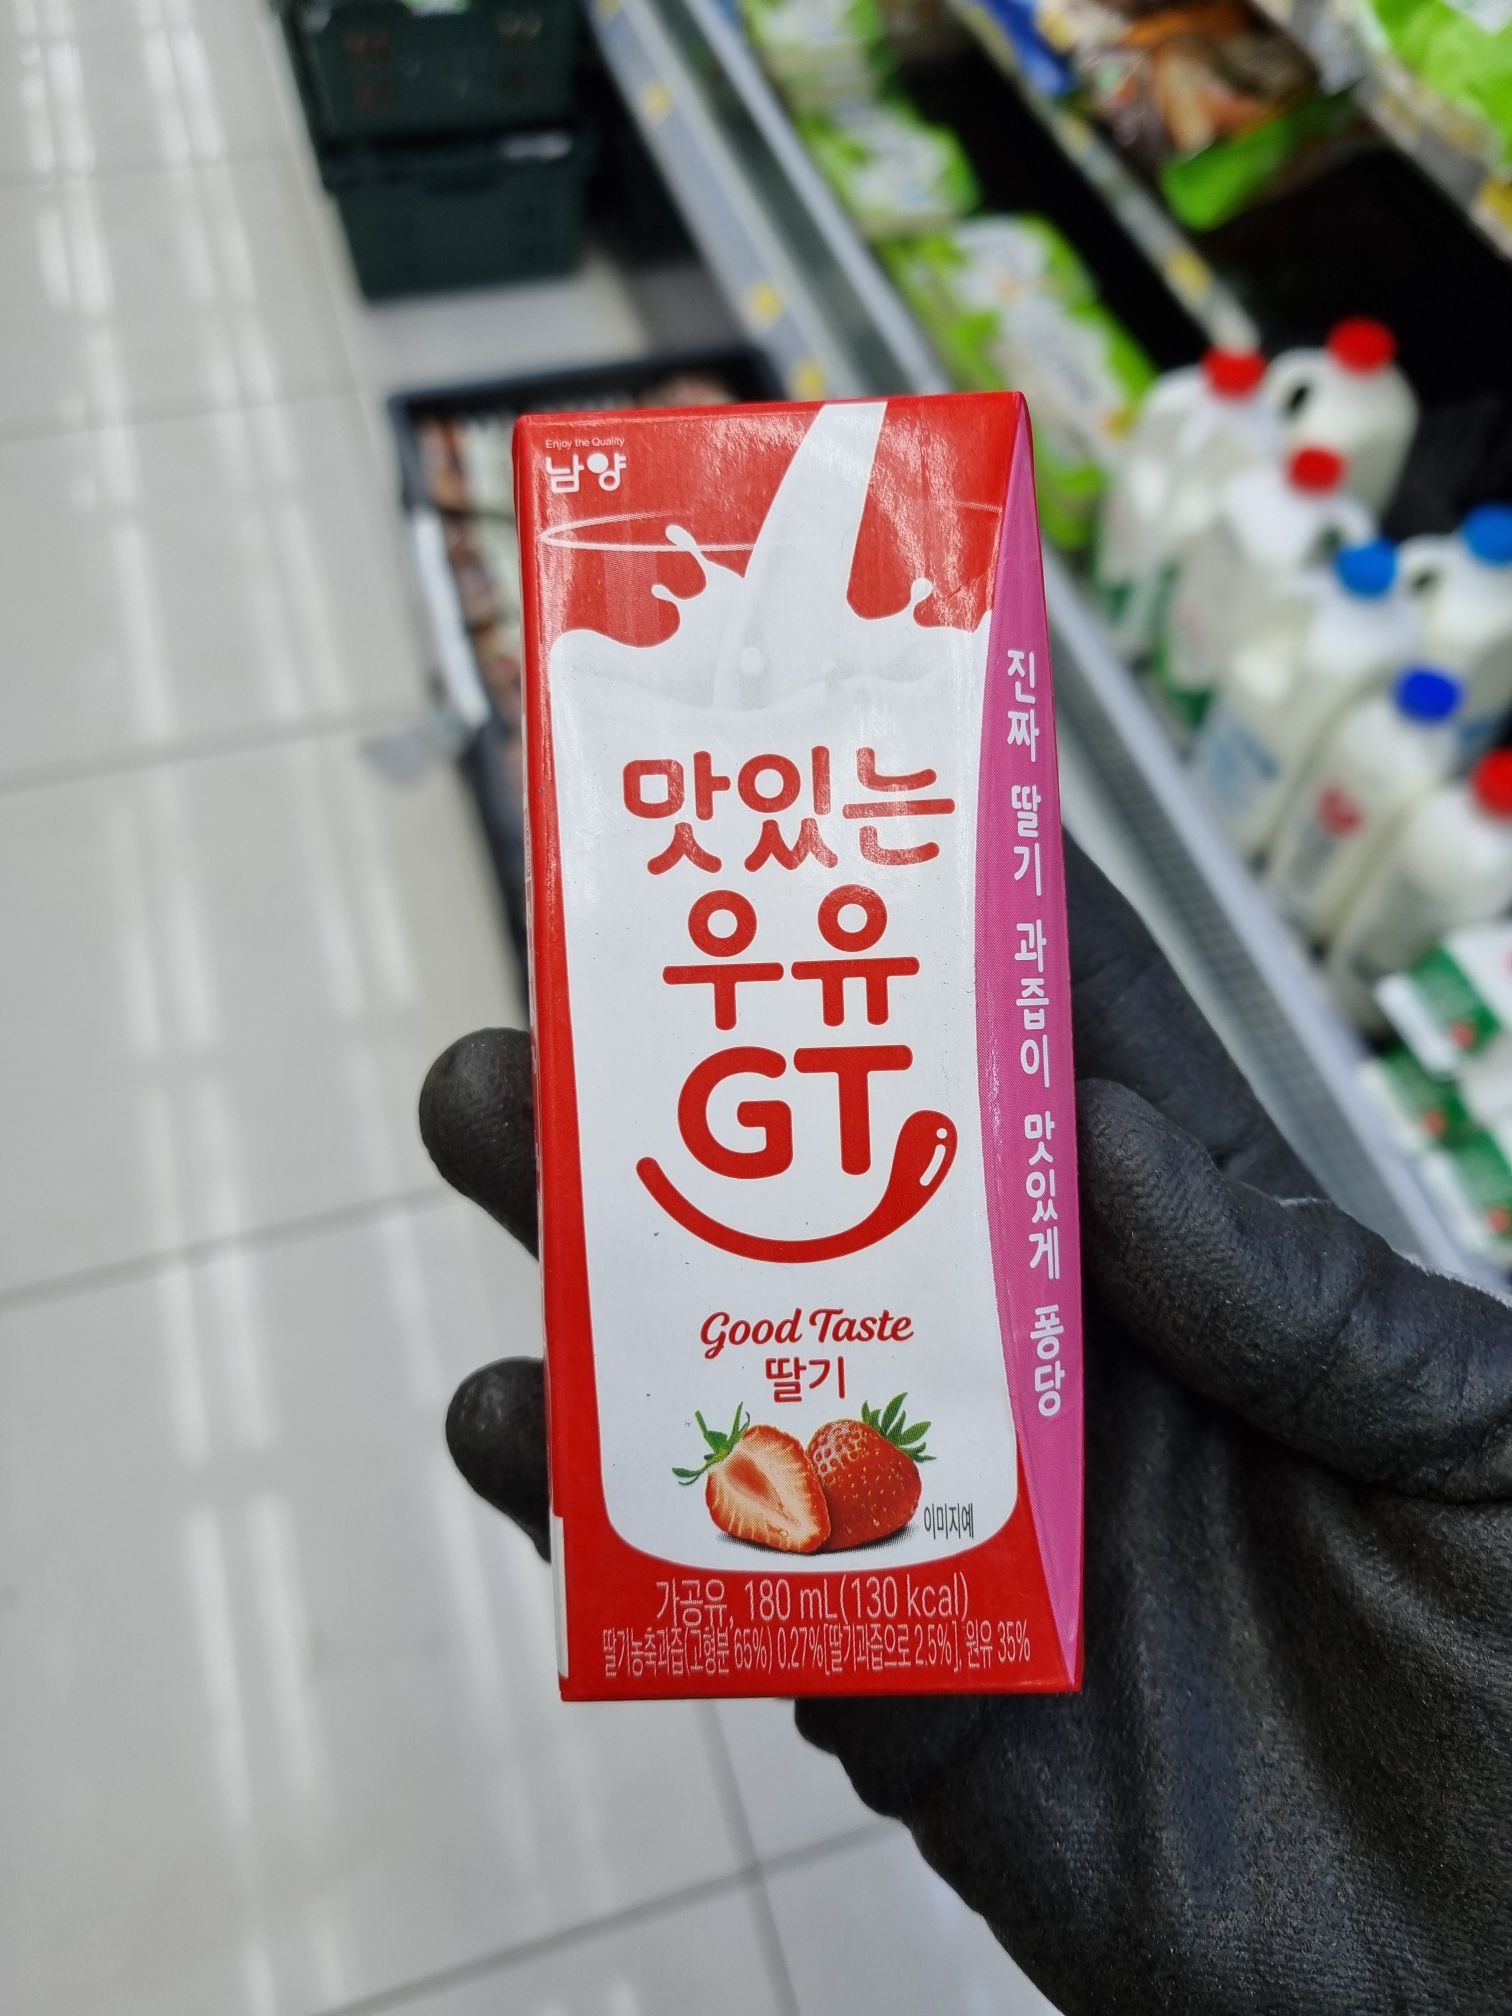 Enjoy the Quality
남양
맛있는
우유
GT
Good Taste
딸기
이미지예
가공유, 180 mL(130 kcal)
딸기농축과즙(고형분 65%) 0.27%[딸기과즙으로 2.5%], 원유 35%
진짜 딸기 과즙이 맛있게 퐁당